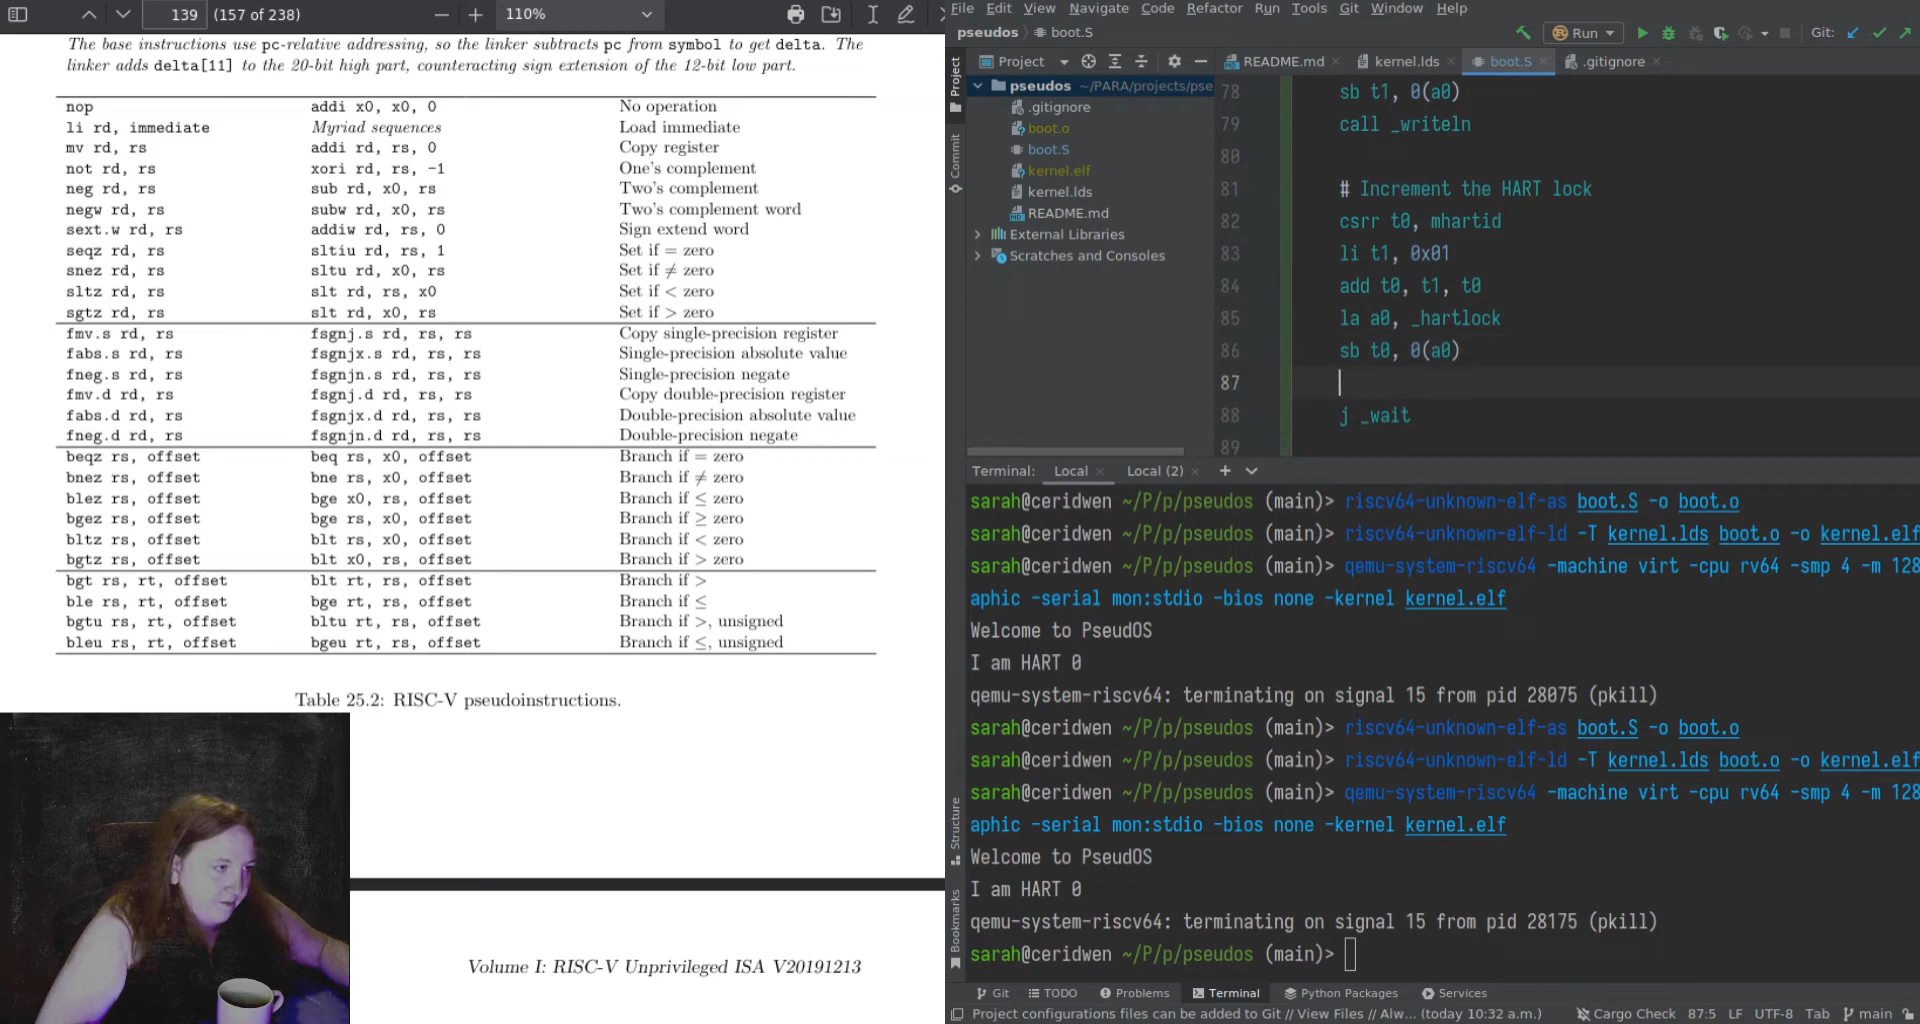 139 (157 of 238) 110%
The base instructions use pc-relative addressing, so the linker subtracts pc from symbol to get delta. The
linker adds delta[11] to the 20-bit high part, counteracting sign extension of the 12-bit low part.
nop addi x0, x0, 0 No operation
li rd, immediate Myriad sequences Load immediate
mv rd, rs addi rd, rs, 0 Copy register
not rd, rs xori rd, rs, -1 One's complement
neg rd, rs sub rd, x0, rs Two's complement
negw rd, rs subw rd, x0, rs Two's complement word
sext.w rd, rs addiw rd, rs, 0 Sign extend word
seqz rd, rs sltiu rd, rs, 1 Set if = zero
snez rd, rs sltu rd, x0, rs Set if ≠ zero
sltz rd, rs slt rd, rs, x0 Set if < zero
sgtz rd, rs slt rd, x0, rs Set if > zero
fmv.s rd, rs fsgnj.s rd, rs, rs Copy single-precision register
fabs.s rd, rs fsgnjx.s rd, rs, rs Single-precision absolute value
fneg.s rd, rs fsgnjn.s rd, rs, rs Single-precision negate
fmv.d rd, rs fsgnj.d rd, rs, rs Copy double-precision register
fabs.d rd, rs fsgnjx.d rd, rs, rs Double-precision absolute value
fneg.d rd, rs fsgnjn.d rd, rs, rs Double-precision negate
beqz rs, offset beq rs, x0, offset Branch if = zero
bnez rs, offset bne rs, x0, offset Branch if ≠ zero
blez rs, offset bge x0, rs, offset Branch if ≤ zero
bgez rs, offset bge rs, x0, offset Branch if ≥ zero
bltz rs, offset blt rs, x0, offset Branch if < zero
bgtz rs, offset blt x0, rs, offset Branch if > zero
bgt rs, rt, offset blt rt, rs, offset Branch if >
ble rs, rt, offset bge rt, rs, offset Branch if ≤
bgtu rs, rt, offset bltu rt, rs, offset Branch if >, unsigned
bleu rs, rt, offset bgeu rt, rs, offset Branch if ≤, unsigned
Table 25.2: RISC-V pseudoinstructions.
Volume I: RISC-V Unprivileged ISA V20191213
File Edit View Navigate Code Refactor Run Tools Git Window Help
pseudos boot.S Run Git:
Project README.md kernel.lds boot.S .gitignore
Project
Commit
pseudos ~/PARA/projects/pse
.gitignore
boot.o
boot.S
kernel.elf
kernel.lds
README.md
External Libraries
Scratches and Consoles
78 sb t1, 0(a0)
79 call _writeln
80
81 # Increment the HART lock
82 csrr t0, mhartid
83 li t1, 0x01
84 add t0, t1, t0
85 la a0, _hartlock
86 sb t0, 0(a0)
87
88 j _wait
89
Terminal: Local Local (2)
sarah@ceridwen ~/P/p/pseudos (main)> riscv64-unknown-elf-as boot.S -o boot.o
sarah@ceridwen ~/P/p/pseudos (main)> riscv64-unknown-elf-ld -T kernel.lds boot.o -o kernel.elf
sarah@ceridwen ~/P/p/pseudos (main)> qemu-system-riscv64 -machine virt -cpu rv64 -smp 4 -m 128
aphic -serial mon:stdio -bios none -kernel kernel.elf
Welcome to PseudOS
I am HART 0
qemu-system-riscv64: terminating on signal 15 from pid 28075 (pkill)
sarah@ceridwen ~/P/p/pseudos (main)> riscv64-unknown-elf-as boot.S -o boot.o
sarah@ceridwen ~/P/p/pseudos (main)> riscv64-unknown-elf-ld -T kernel.lds boot.o -o kernel.elf
sarah@ceridwen ~/P/p/pseudos (main)> qemu-system-riscv64 -machine virt -cpu rv64 -smp 4 -m 128
aphic -serial mon:stdio -bios none -kernel kernel.elf
Welcome to PseudOS
I am HART 0
qemu-system-riscv64: terminating on signal 15 from pid 28175 (pkill)
sarah@ceridwen ~/P/p/pseudos (main)>
Structure
Bookmarks
Git TODO Problems Terminal Python Packages Services
Project configurations files can be added to Git // View Files // Alw... (today 10:32 a.m.) Cargo Check 87:5 LF UTF-8 Tab main